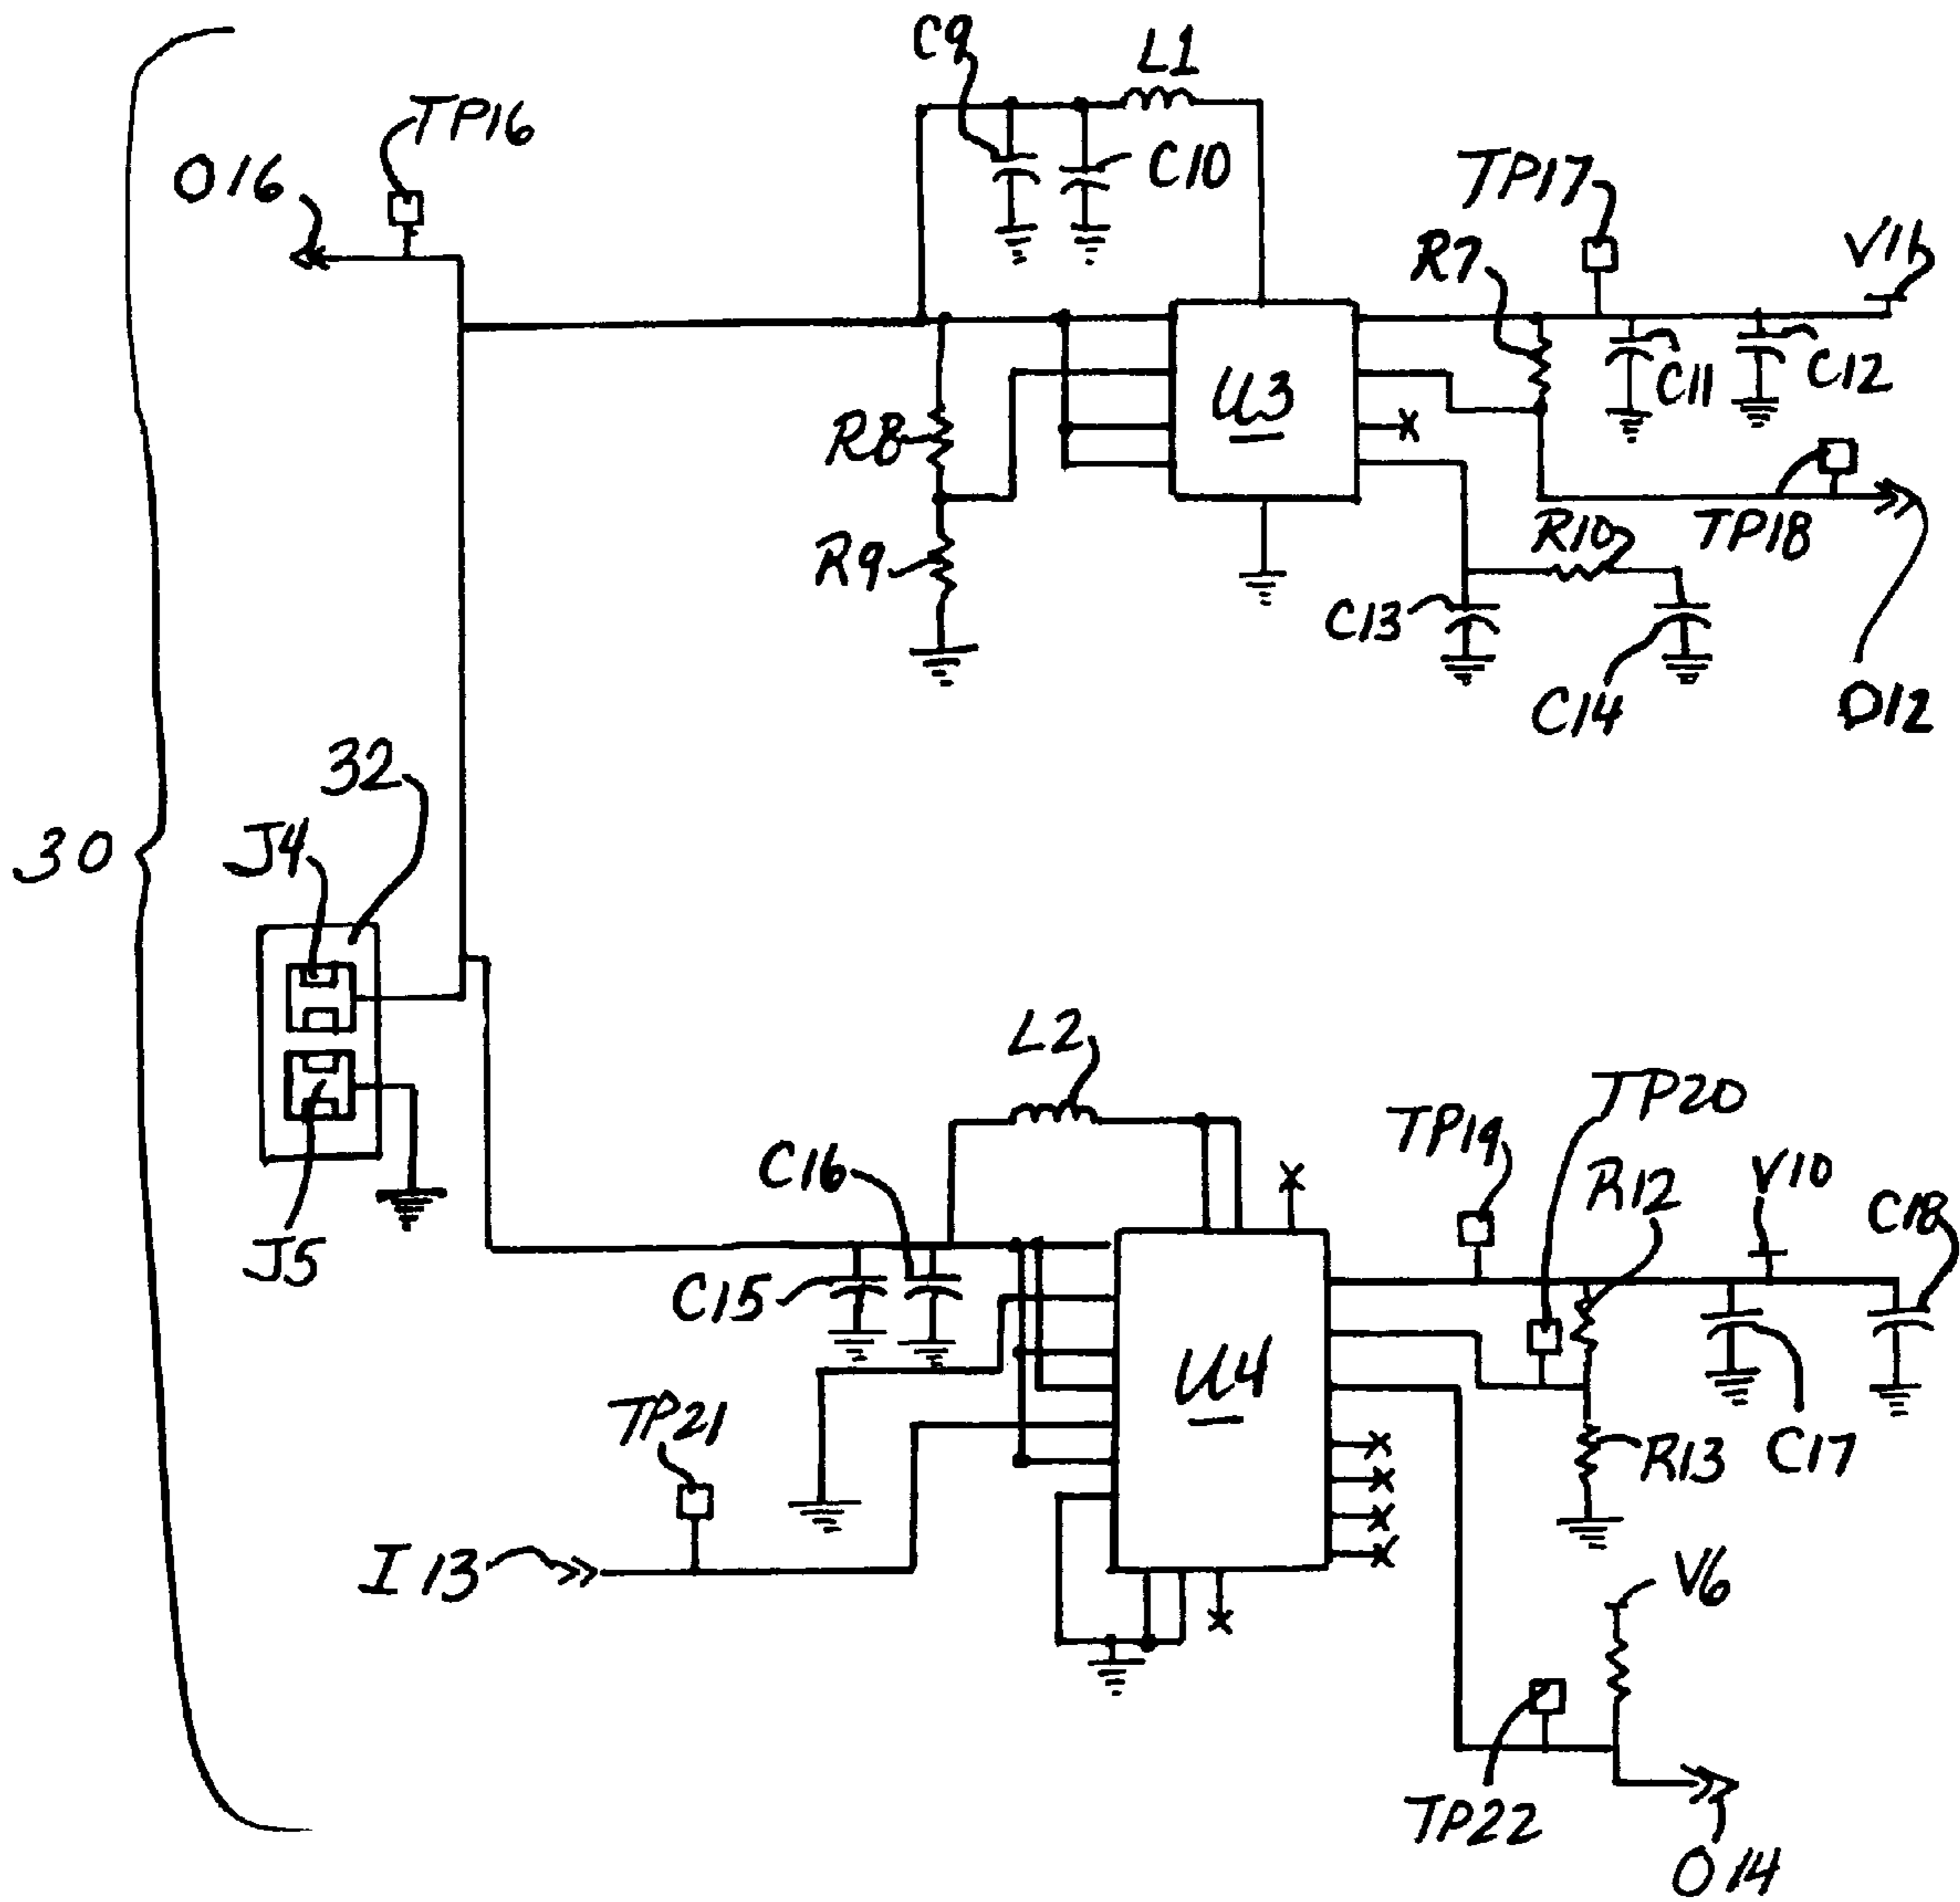 C9
L1
TP16
O16
C10
TP17
R7
V16
C11
C12
U3
R8
R9
R10
TP18
C13
C14
O12
32
J4
30
J5
L2
C16
C15
TP19
TP20
R12
V10
C18
U4
TP21
R13
C17
I13
V6
TP22
O14